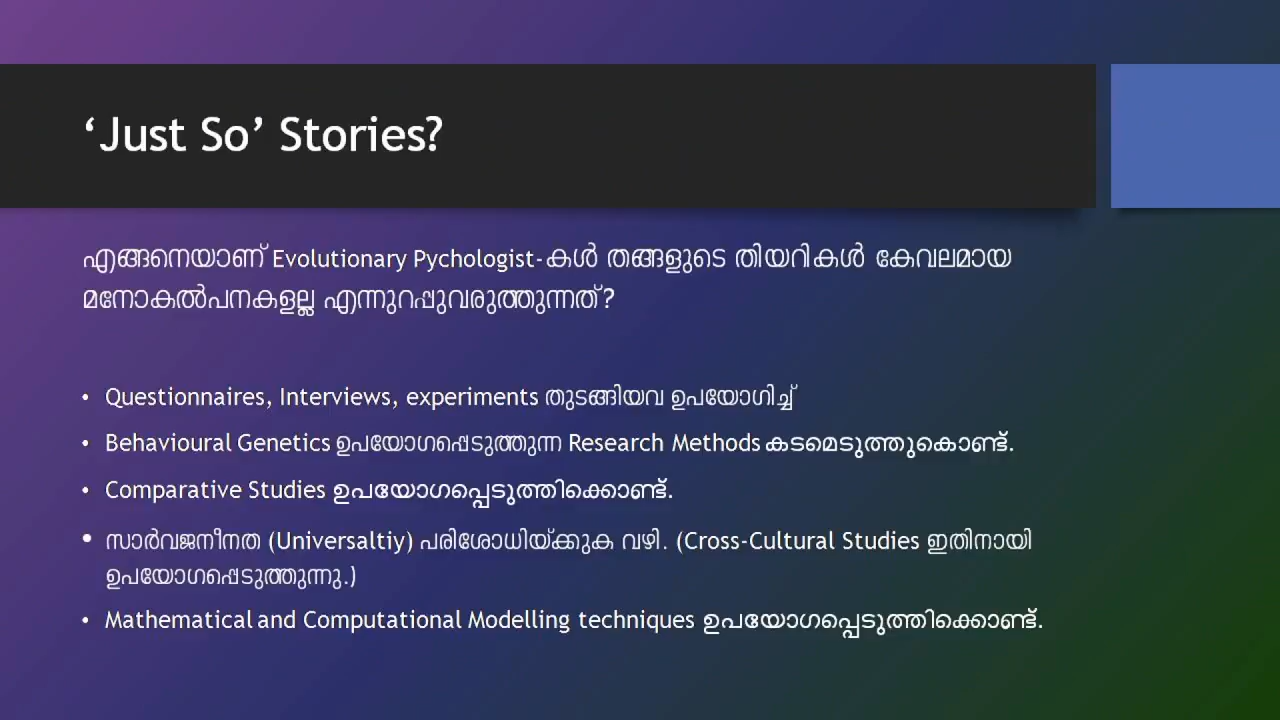 ‘Just So’ Stories?
എങ്ങനെയാണ് Evolutionary Pychologist-കൾ തങ്ങളുടെ തിയറികൾ കേവലമായ
മനോകൽപനകളല്ല എന്നുറപ്പുവരുത്തുന്നത്?
• Questionnaires, Interviews, experiments തുടങ്ങിയവ ഉപയോഗിച്ച്
• Behavioural Genetics ഉപയോഗപ്പെടുത്തുന്ന Research Methods കടമെടുത്തുകൊണ്ട്.
• Comparative Studies ഉപയോഗപ്പെടുത്തിക്കൊണ്ട്.
• സാർവജനീനത (Universaltiy) പരിശോധിയ്ക്കുക വഴി. (Cross-Cultural Studies ഇതിനായി
ഉപയോഗപ്പെടുത്തുന്നു.)
• Mathematical and Computational Modelling techniques ഉപയോഗപ്പെടുത്തിക്കൊണ്ട്.